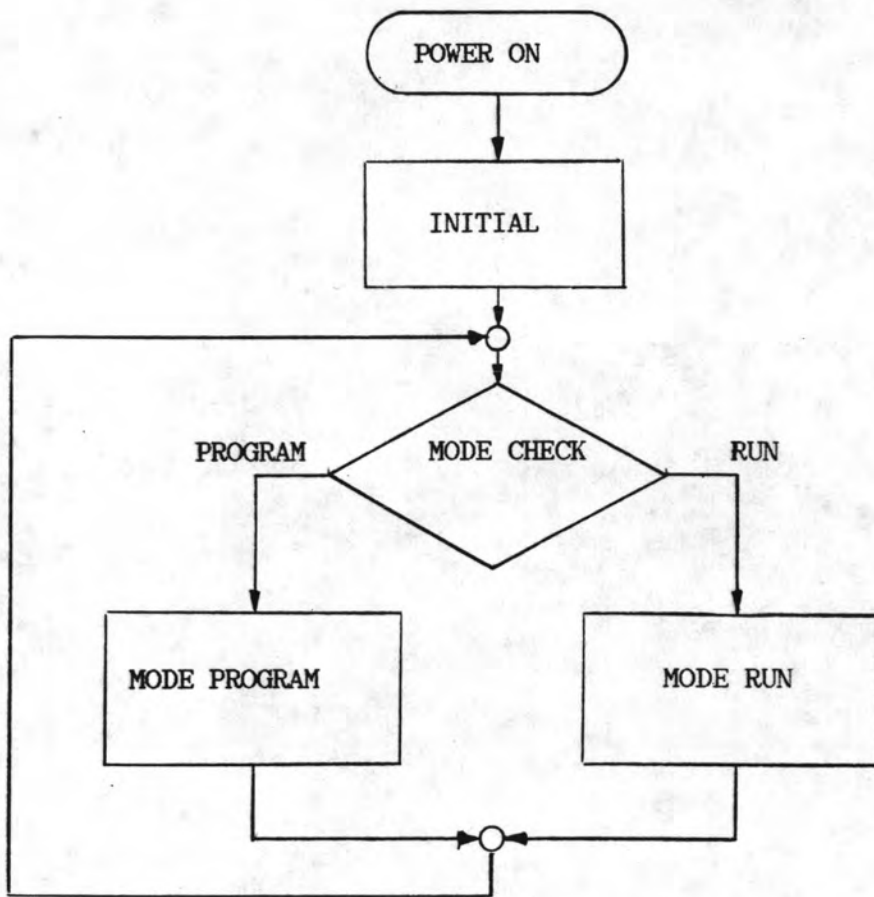 POWER ON
INITIAL
PROGRAM
MODE CHECK
RUN
MODE PROGRAM
MODE RUN